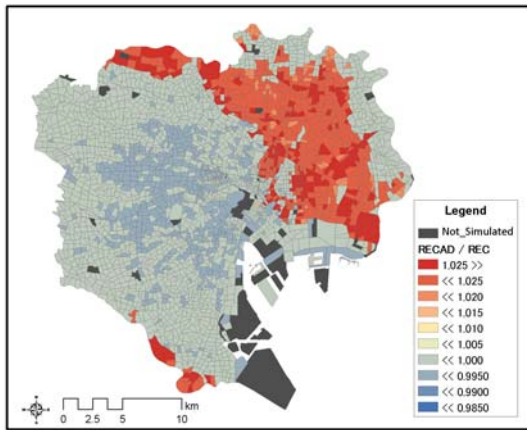 Legend
Not_Simulated
RECAD / REC
1.025 >>
<< 1.025
<< 1.020
<< 1.015
<< 1.010
<< 1.005
<< 1.000
<< 0.9950
<< 0.9900
<< 0.9850
km
0 2.5 5 10